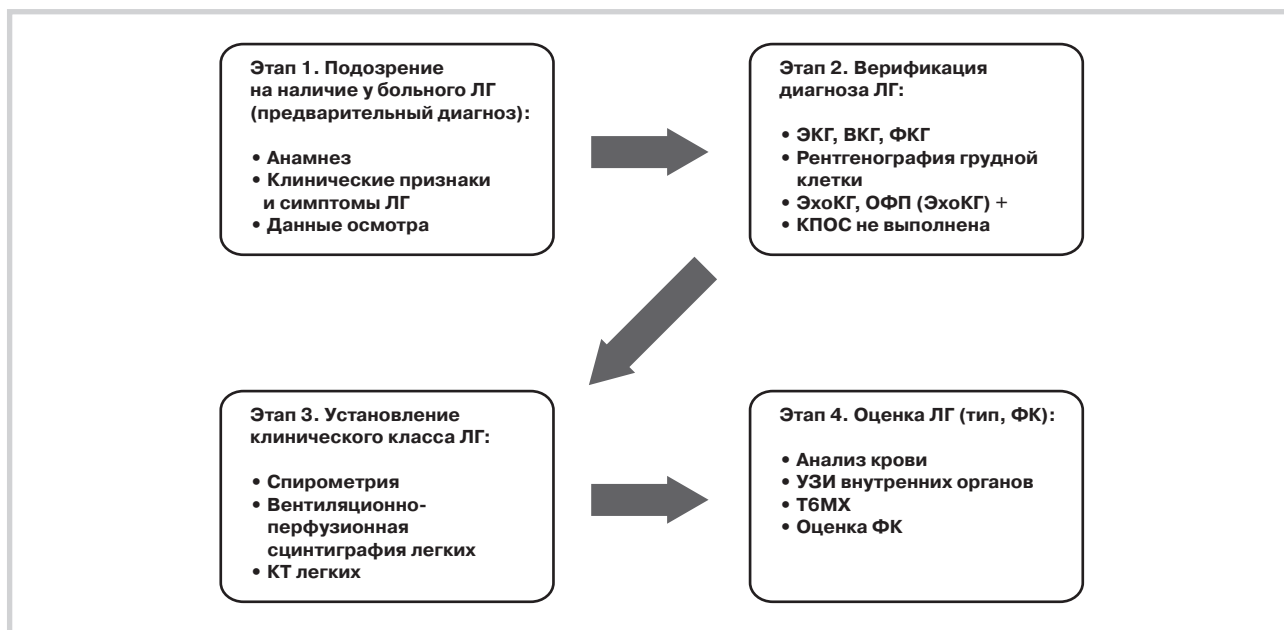 Этап 1. Подозрение
на наличие у больного ЛГ
(предварительный диагноз):
• Анамнез
• Клинические признаки
и симптомы ЛГ
• Данные осмотра
Этап 2. Верификация
диагноза ЛГ:
• ЭКГ, ВКГ, ФКГ
• Рентгенография грудной
клетки
• ЭхоКГ, ОФП (ЭхоКГ) +
• КПОС не выполнена
Этап 3. Установление
клинического класса ЛГ:
• Спирометрия
• Вентиляционно-
перфузионная
сцинтиграфия легких
• КТ легких
Этап 4. Оценка ЛГ (тип, ФК):
• Анализ крови
• УЗИ внутренних органов
• Т6МХ
• Оценка ФК